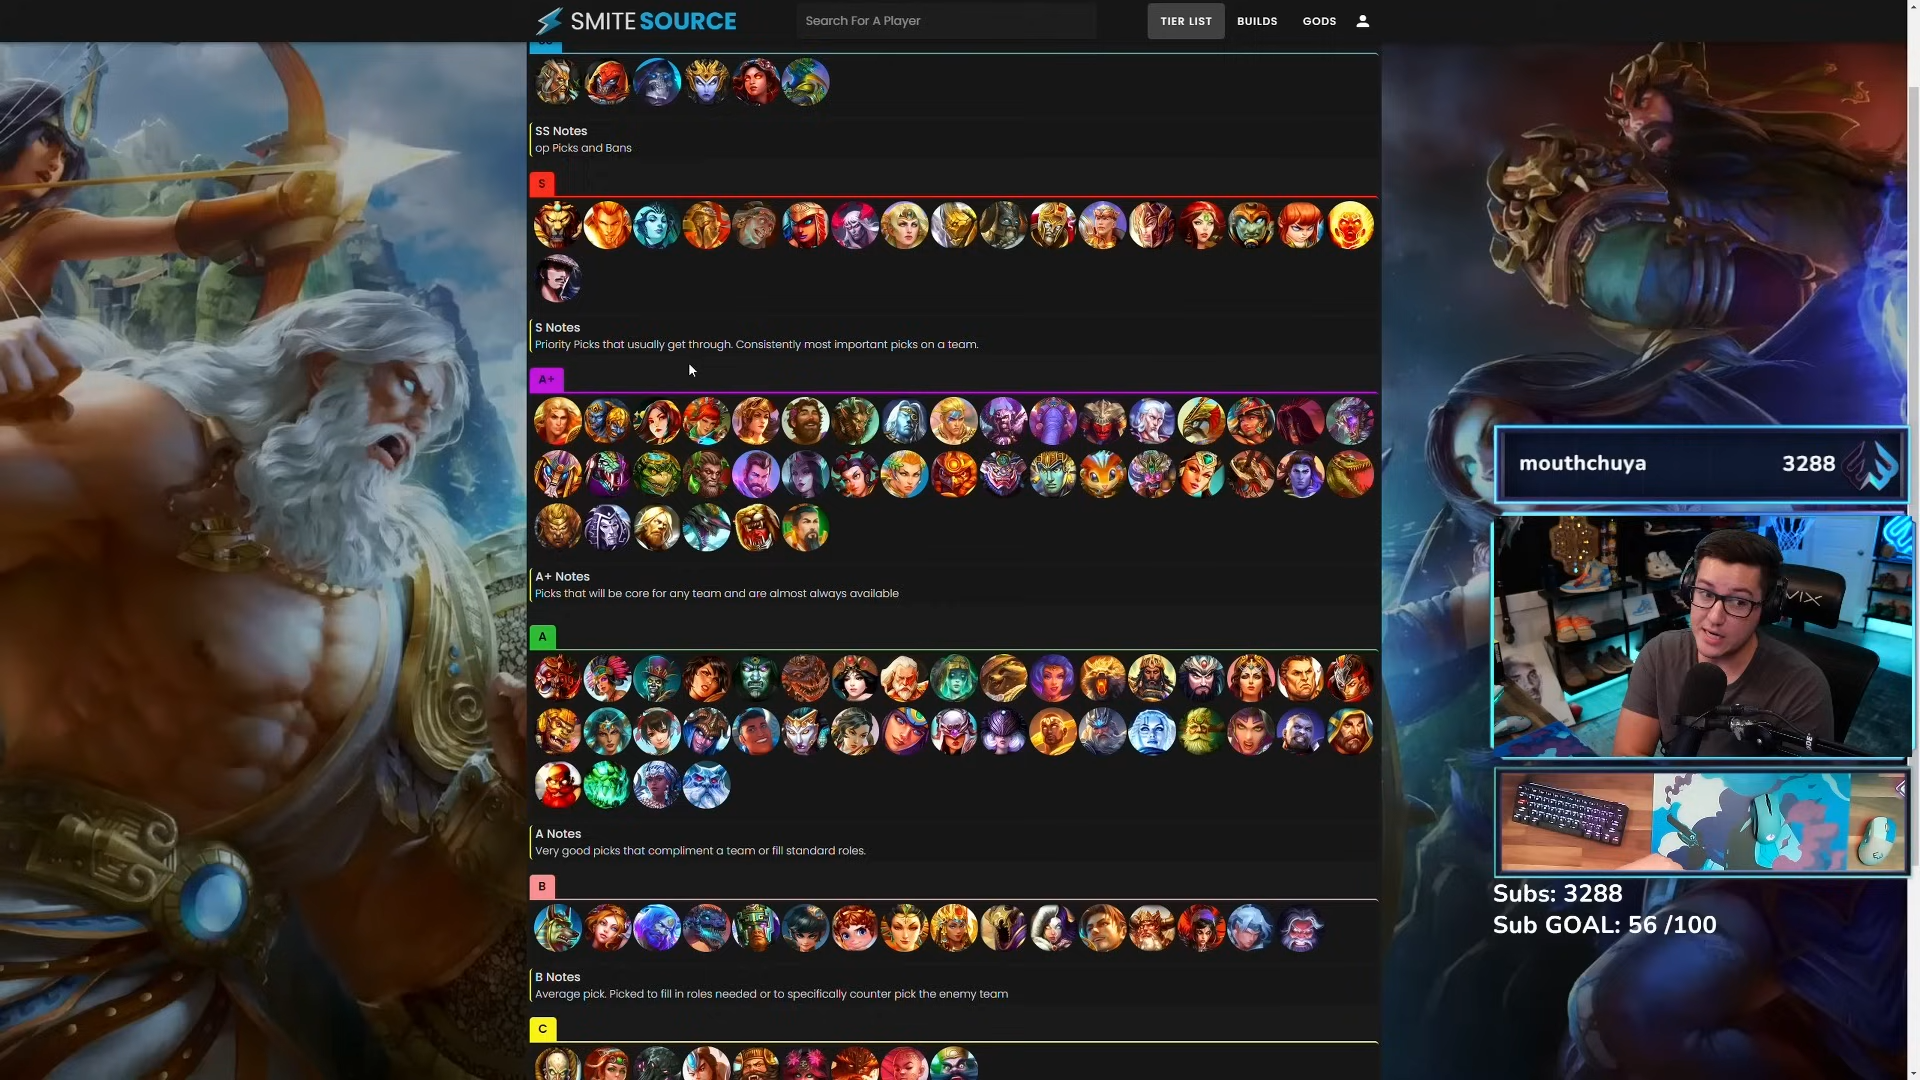 SMITE SOURCE
Search For A Player
TIER LIST
BUILDS
GODS
SS Notes
op Picks and Bans
S
S Notes
Priority Picks that usually get through. Consistently most important picks on a team.
A+
A+ Notes
Picks that will be core for any team and are almost always available
A
A Notes
Very good picks that compliment a team or fill standard roles.
B
B Notes
Average pick. Picked to fill in roles needed or to specifically counter pick the enemy team
C
mouthchuya 3288
Subs: 3288
Sub GOAL: 56 /100